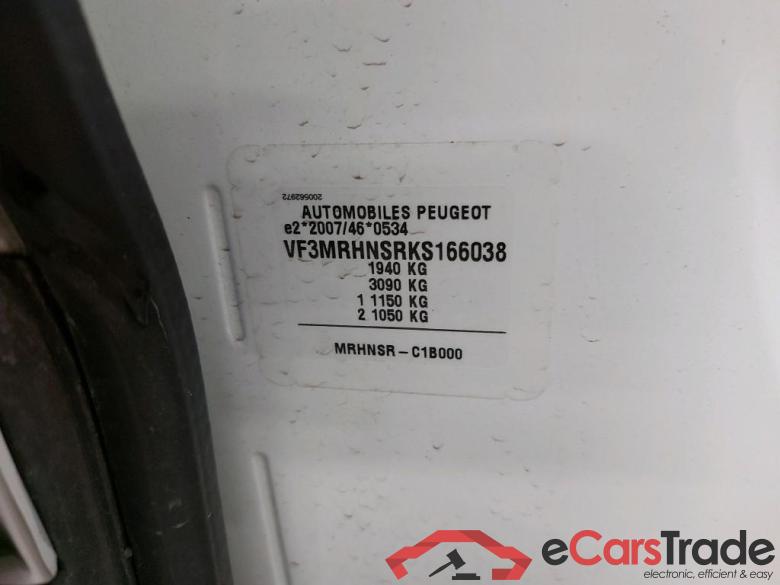 200562972
AUTOMOBILES PEUGEOT
e2*2007/46*0534
VF3MRHNSRKS166038
1940 KG
3090 KG
1 1150 KG
2 1050 KG
MRHNSR-C1B000
eCarsTrade
electronic, efficient & easy